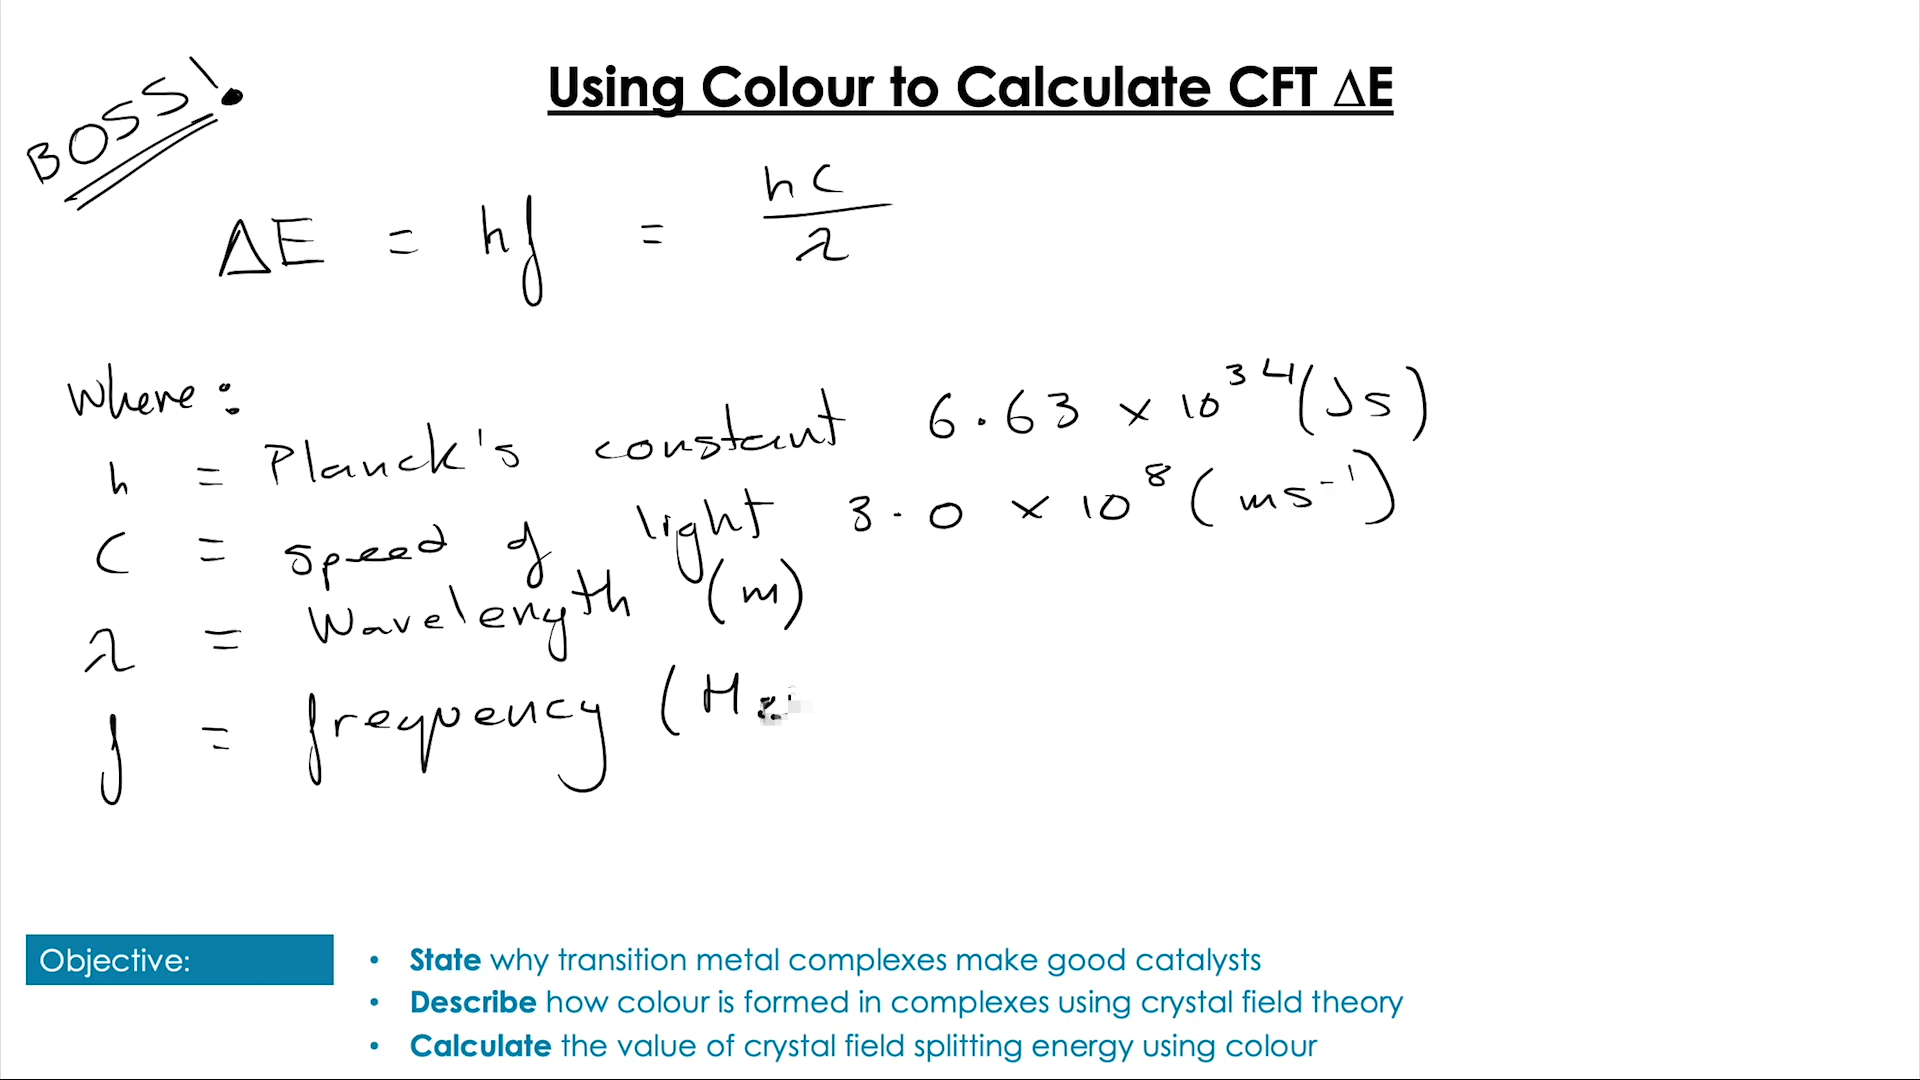 BOSS!
Using Colour to Calculate CFT ∆E
∆E = hf = hc/λ
Where:
h = Planck's constant 6.63 × 10³⁴ (Js)
c = speed of light 3.0 × 10⁸ (ms⁻¹)
λ = Wavelength (m)
f = frequency (Hz
Objective:
• State why transition metal complexes make good catalysts
• Describe how colour is formed in complexes using crystal field theory
• Calculate the value of crystal field splitting energy using colour